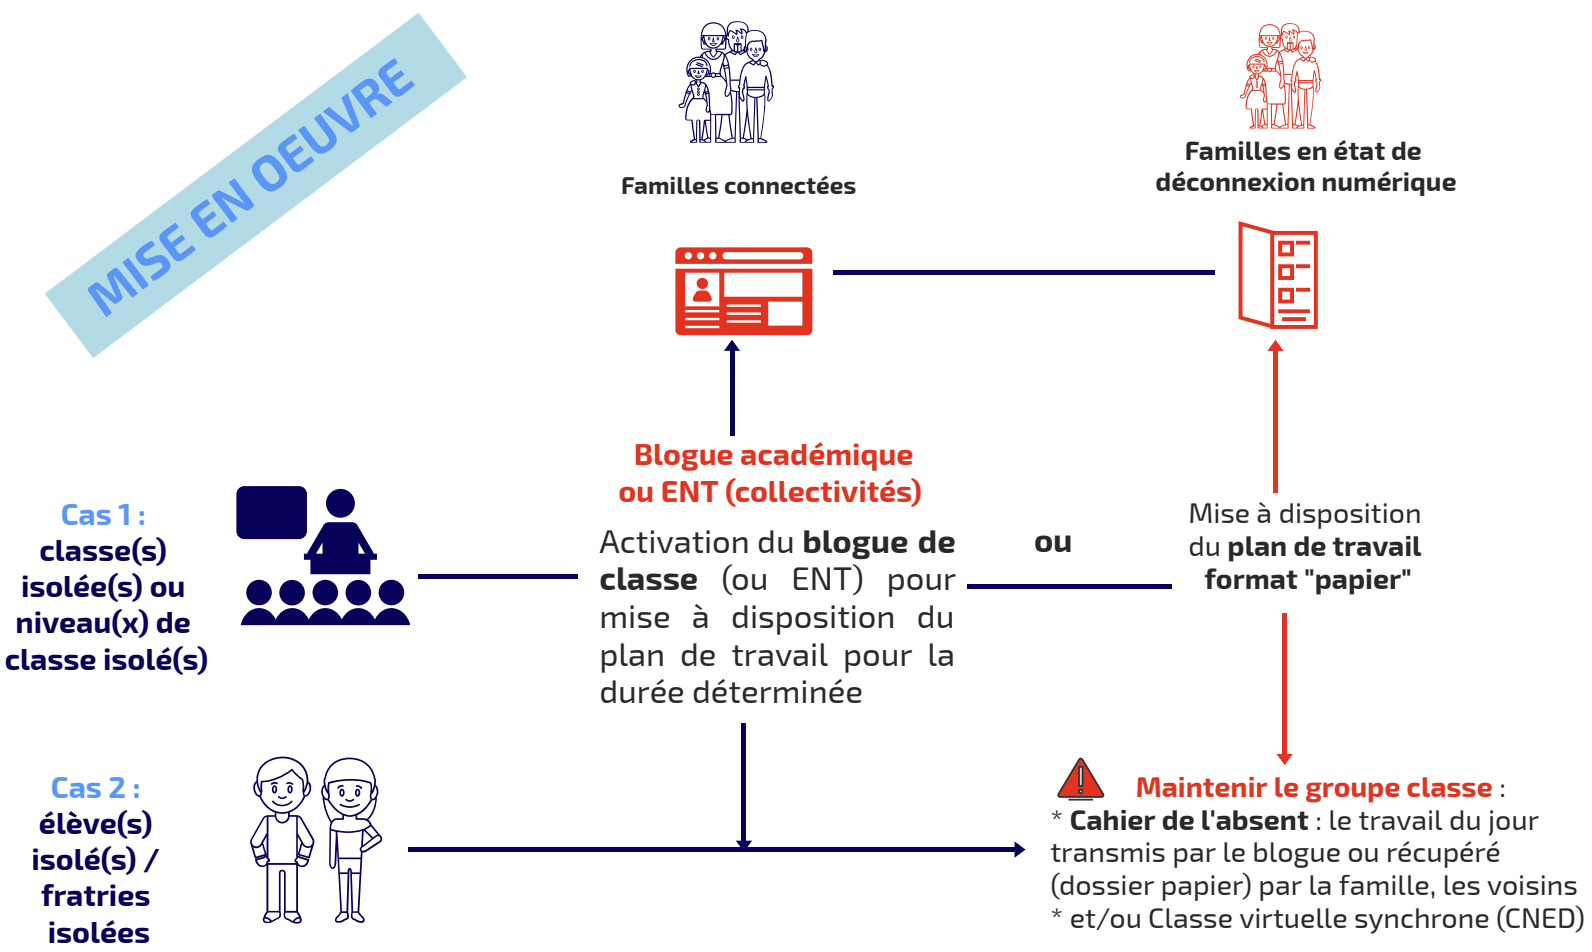 MISE EN OEUVRE
Familles connectées
Familles en état de
déconnexion numérique
Blogue académique
ou ENT (collectivités)
Cas 1 :
classe(s)
isolée(s) ou
niveau(x) de
classe isolé(s)
Activation du blogue de
classe (ou ENT) pour
mise à disposition du
plan de travail pour la
durée déterminée
ou
Mise à disposition
du plan de travail
format "papier"
Cas 2 :
élève(s)
isolé(s) /
fratries
isolées
Maintenir le groupe classe :
* Cahier de l'absent : le travail du jour
transmis par le blogue ou récupéré
(dossier papier) par la famille, les voisins
* et/ou Classe virtuelle synchrone (CNED)